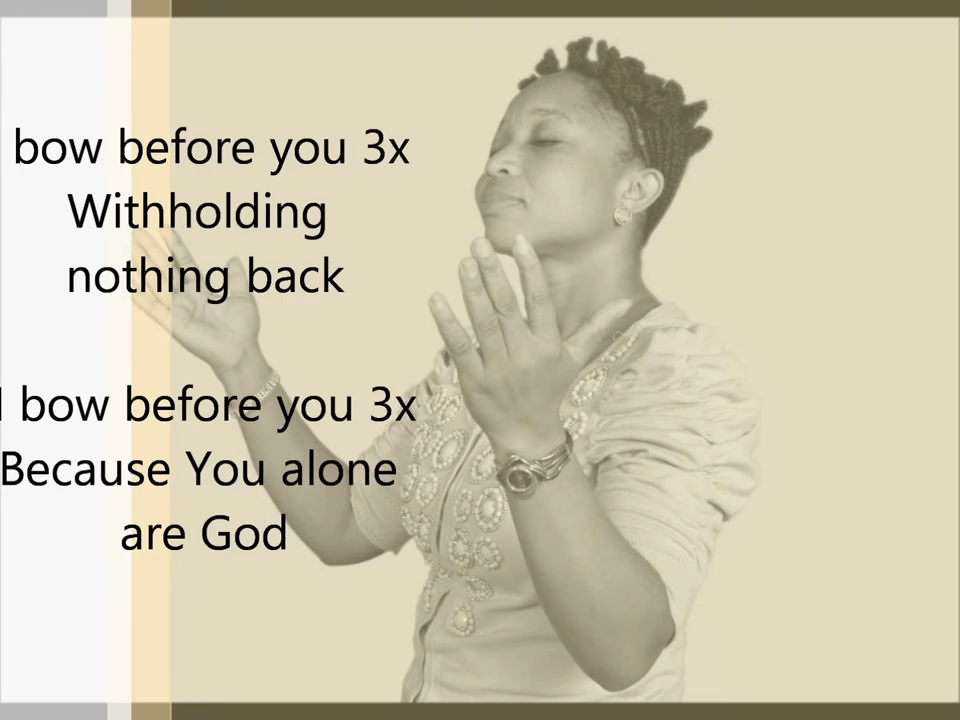 bow before you 3x
Withholding
nothing back
I bow before you 3x
Because You alone
are God